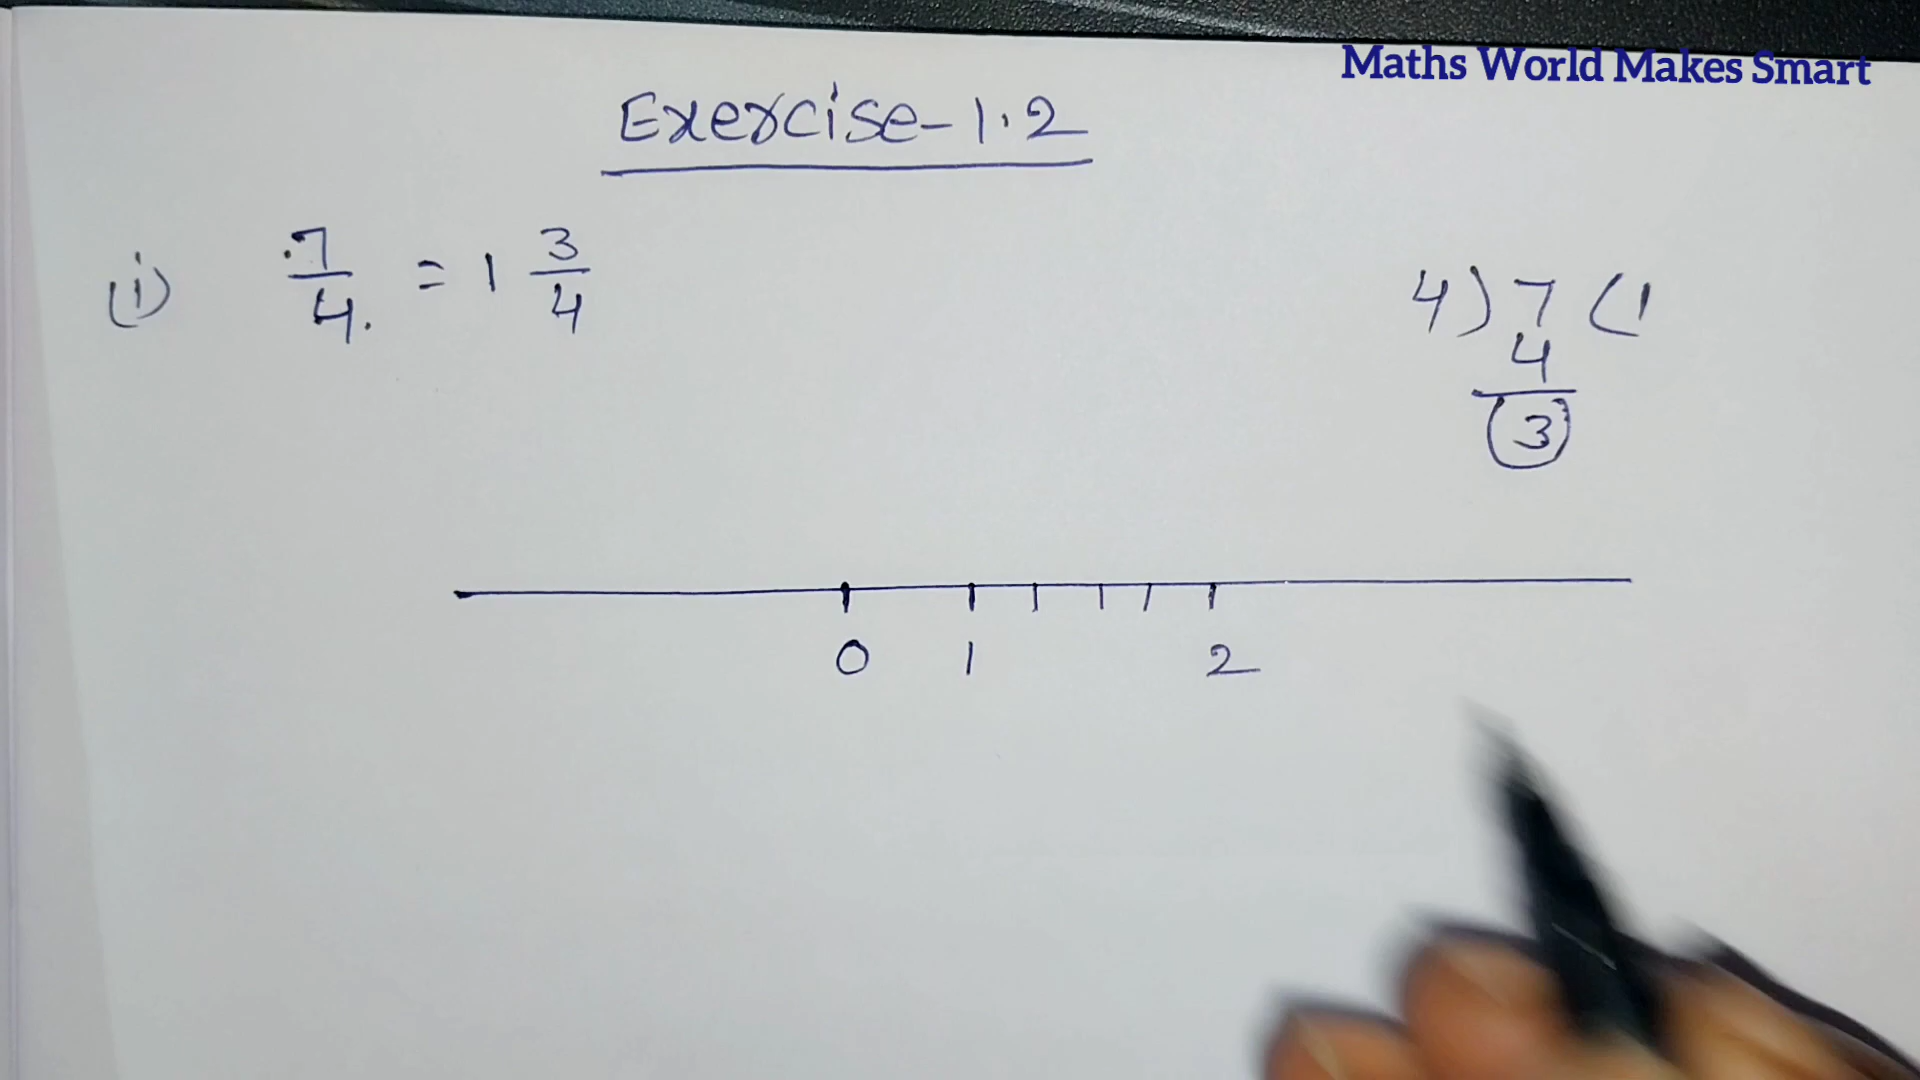 Maths World Makes Smart
Exercise-1.2
(i) 7/4 = 1 3/4
4) 7 (1
4
3
0 1 2